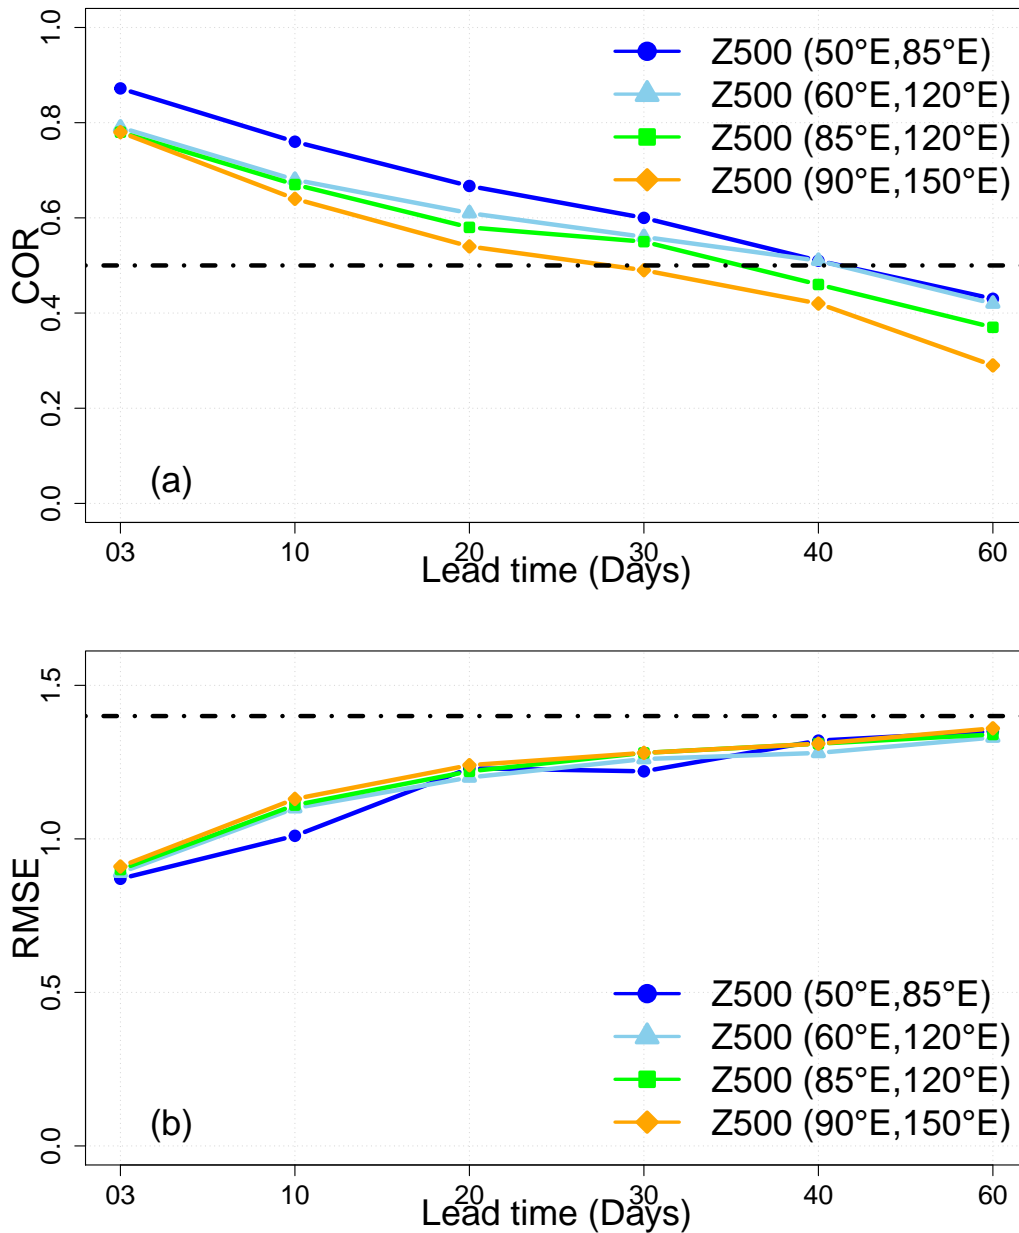 1.0
0.8
0.6
0.4
0.2
0.0
COR
Z500 (50°E,85°E)
Z500 (60°E,120°E)
Z500 (85°E,120°E)
Z500 (90°E,150°E)
(a)
03 10 20 30 40 60
Lead time (Days)
1.5
1.0
0.5
0.0
RMSE
Z500 (50°E,85°E)
Z500 (60°E,120°E)
Z500 (85°E,120°E)
Z500 (90°E,150°E)
(b)
03 10 20 30 40 60
Lead time (Days)